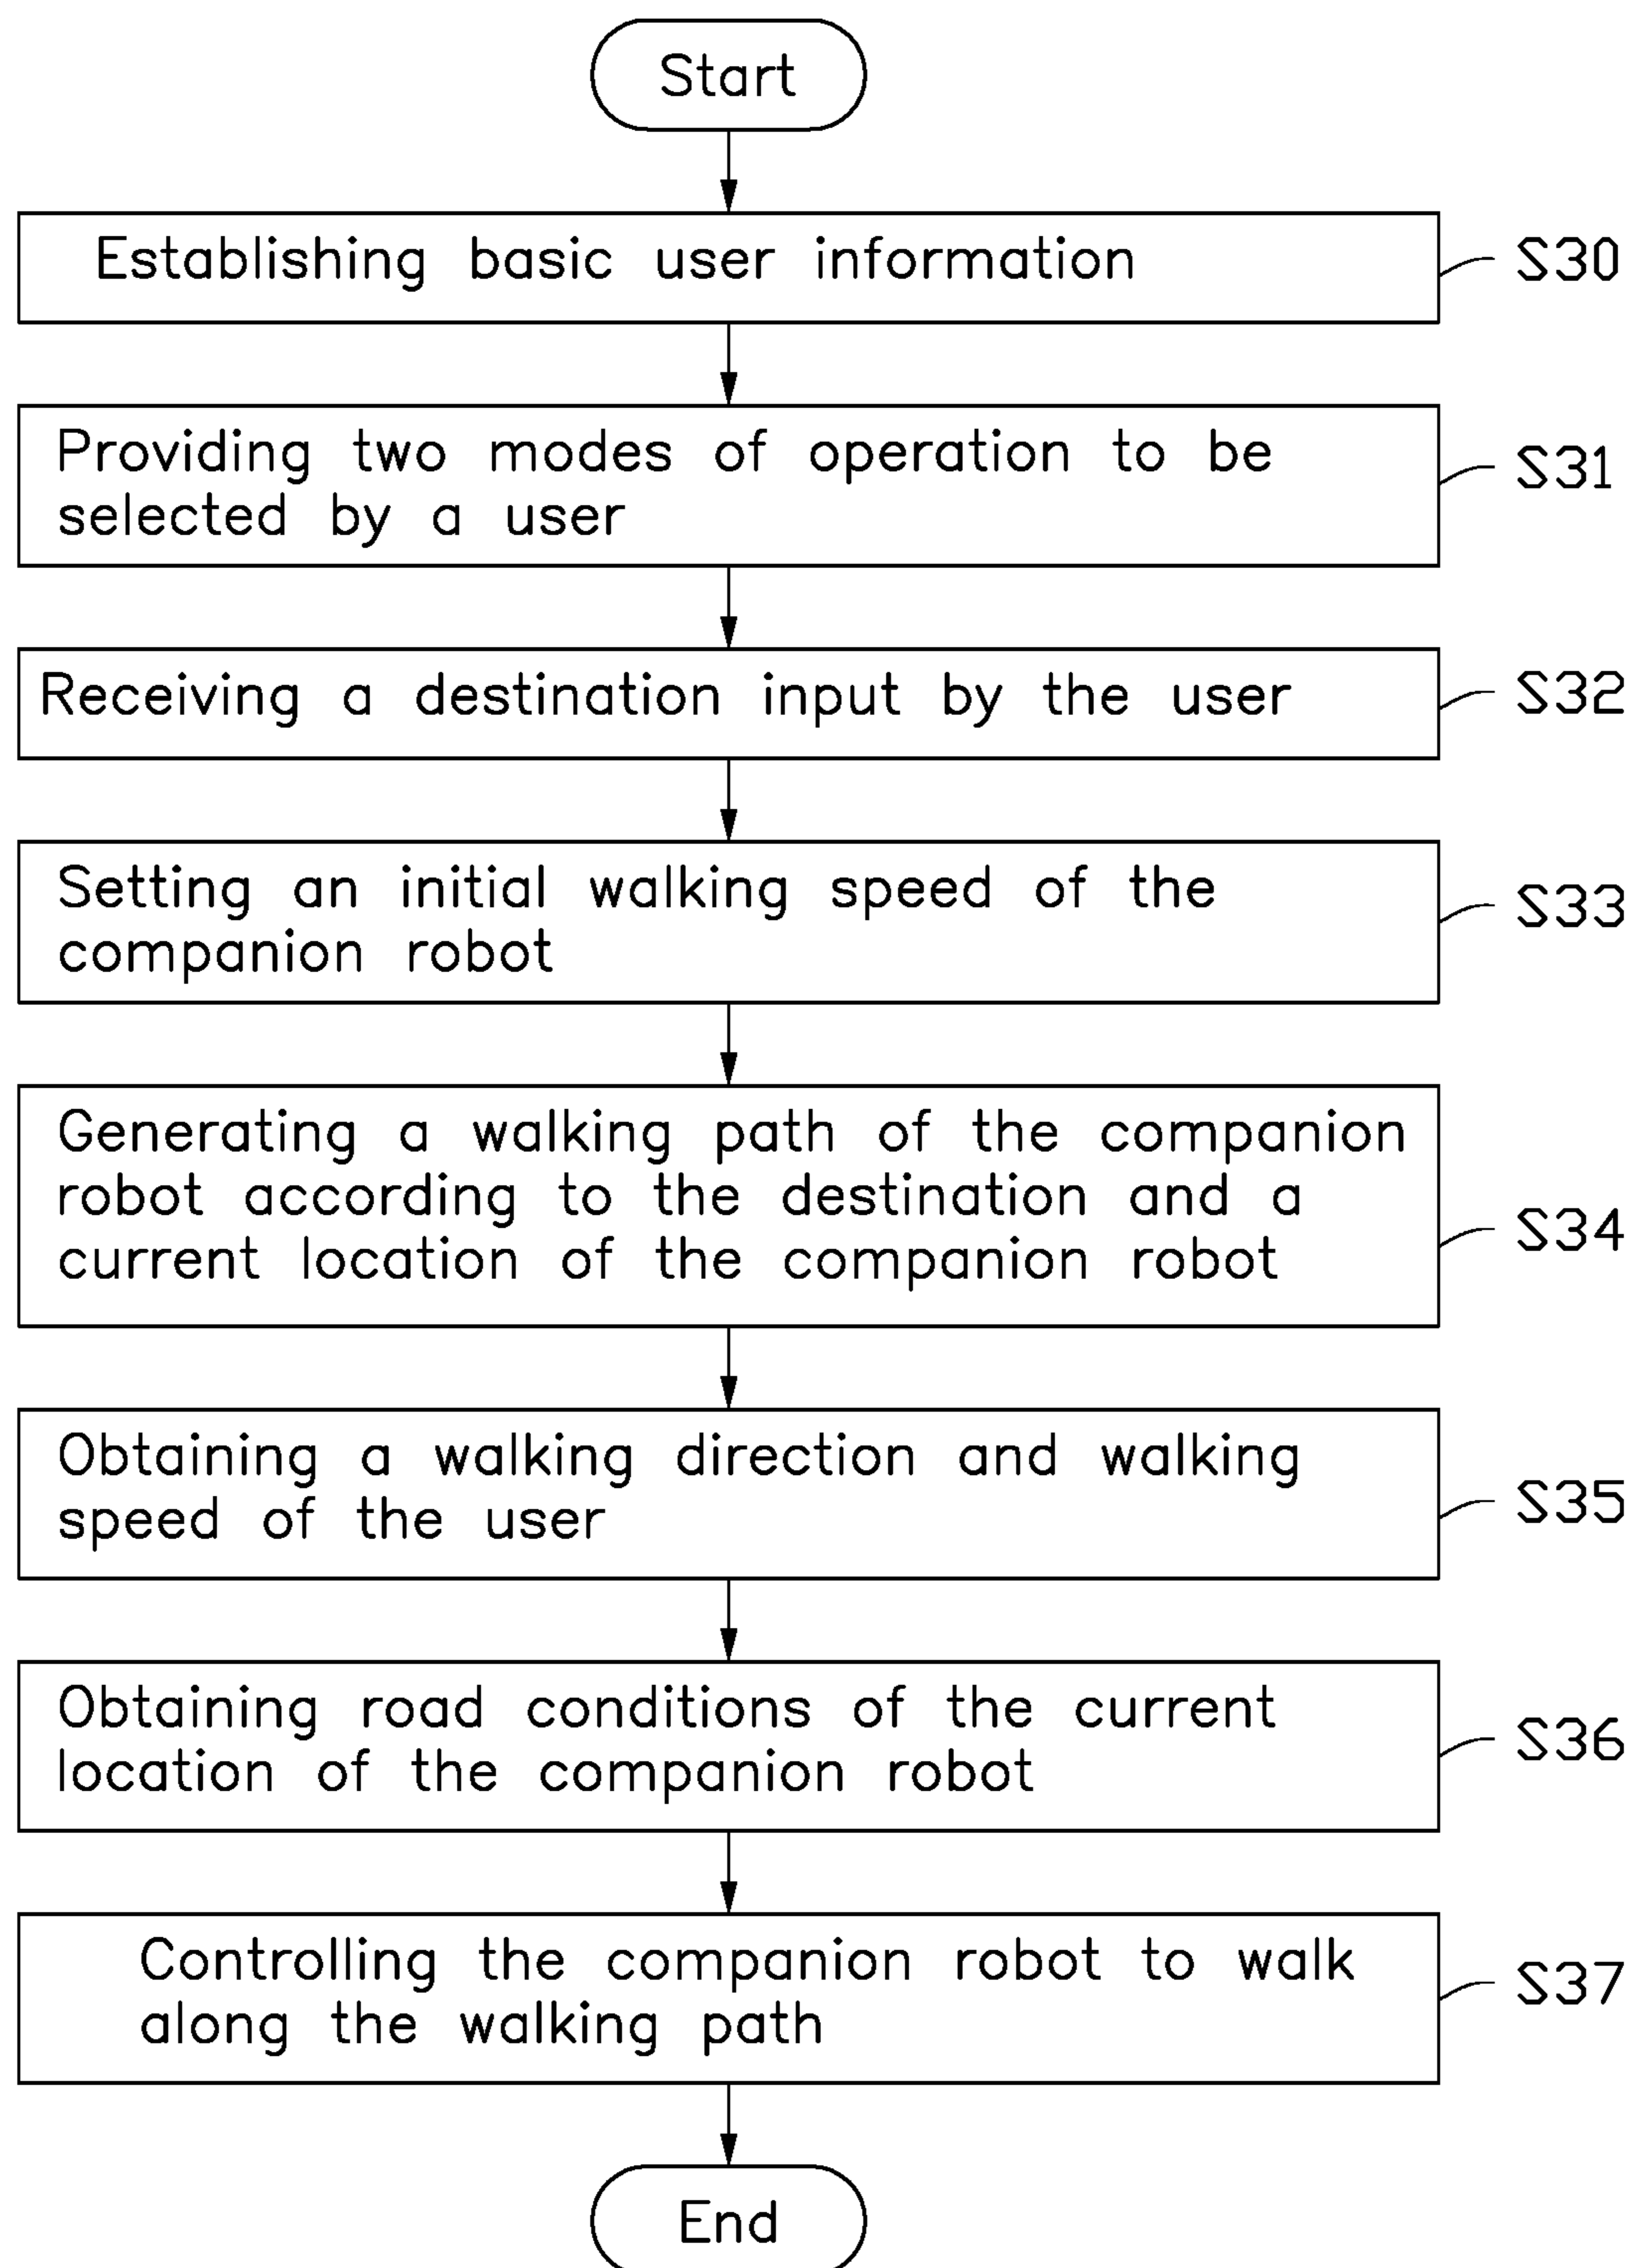 Start
Establishing basic user information
S30
Providing two modes of operation to be
selected by a user
S31
Receiving a destination input by the user
S32
Setting an initial walking speed of the
companion robot
S33
Generating a walking path of the companion
robot according to the destination and a
current location of the companion robot
S34
Obtaining a walking direction and walking
speed of the user
S35
Obtaining road conditions of the current
location of the companion robot
S36
Controlling the companion robot to walk
along the walking path
S37
End